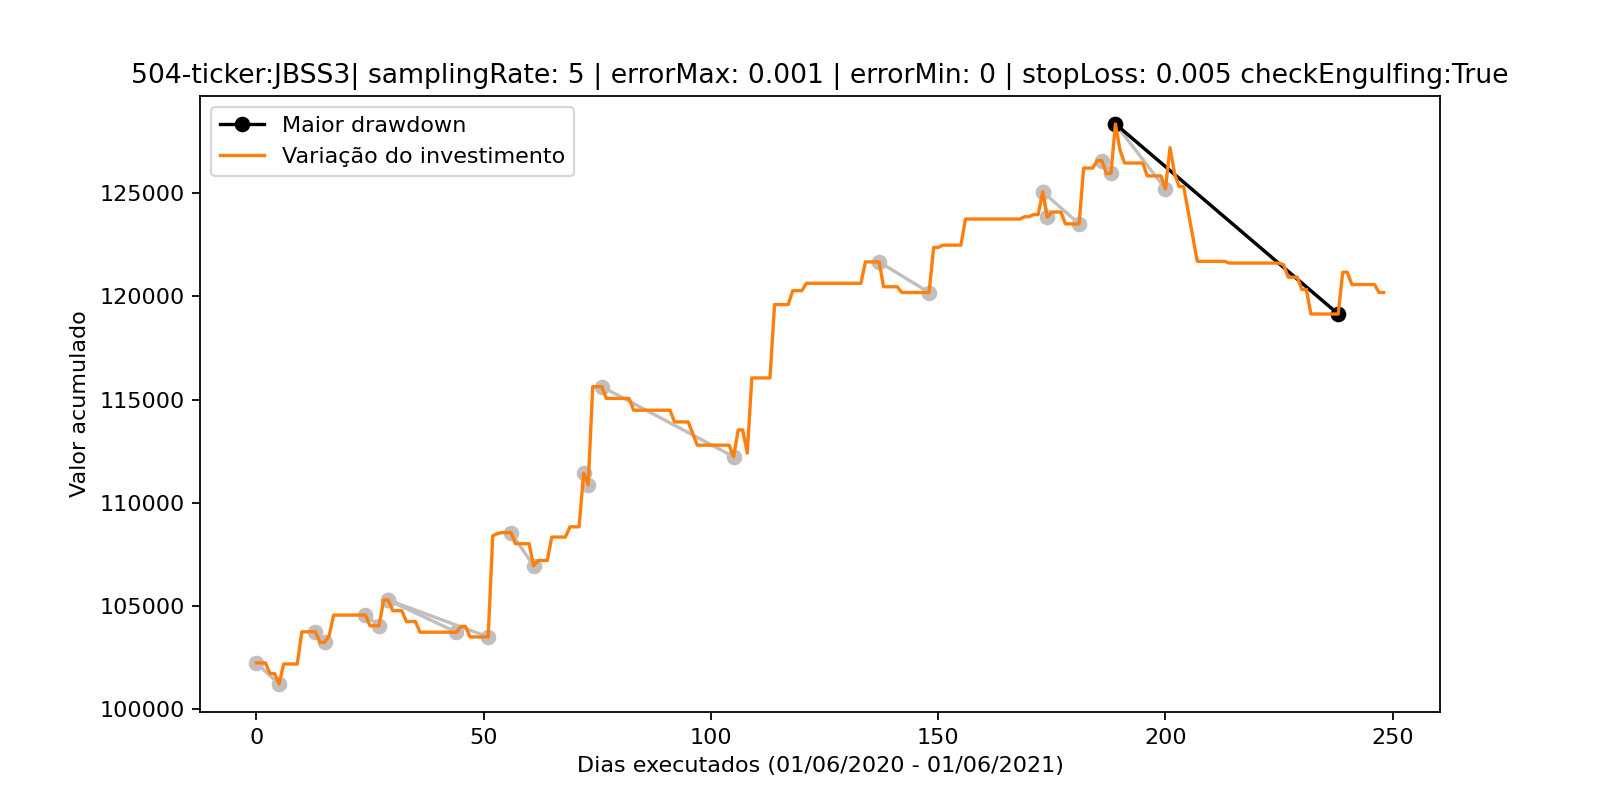 504-ticker:JBSS3| samplingRate: 5 | errorMax: 0.001 | errorMin: 0 | stopLoss: 0.005 checkEngulfing:True
Maior drawdown
Variação do investimento
Valor acumulado
125000
120000
115000
110000
105000
100000
0 50 100 150 200 250
Dias executados (01/06/2020 - 01/06/2021)